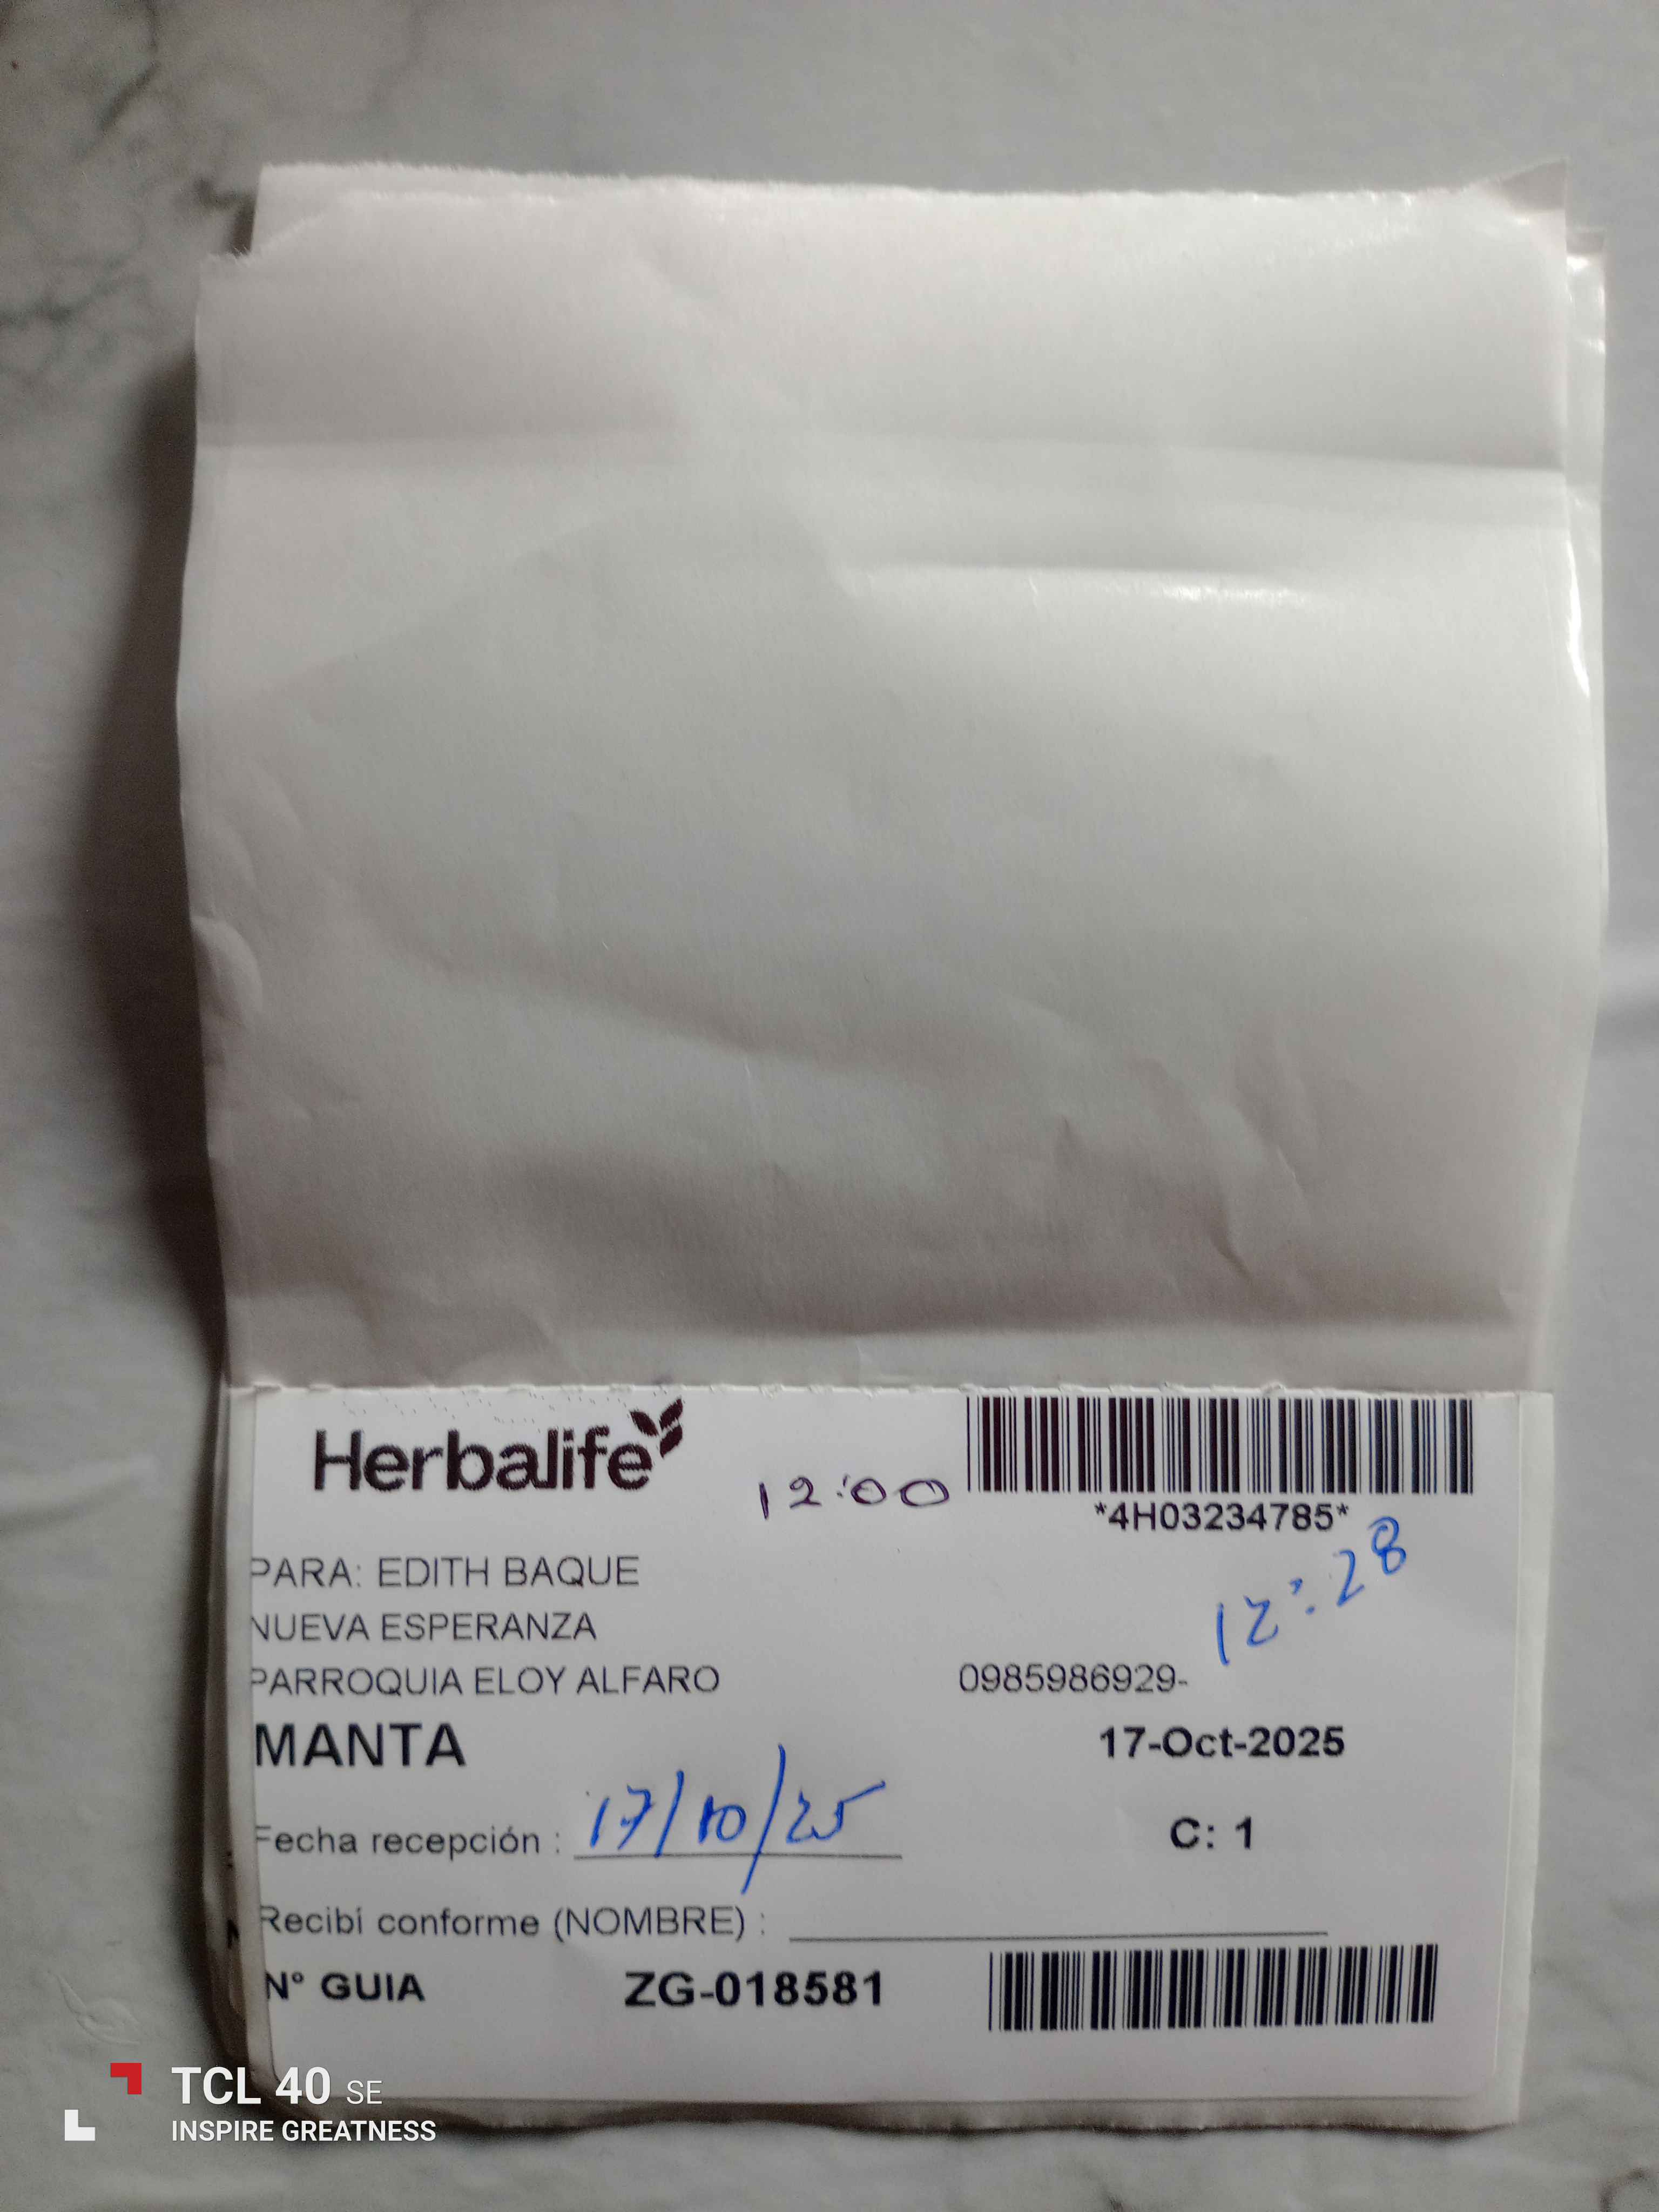 Herbalife
12:00
*4H03234785*
12:28
PARA: EDITH BAQUE
NUEVA ESPERANZA
PARROQUIA ELOY ALFARO 0985986929-
MANTA 17-Oct-2025
Fecha recepción : 17/10/25 C: 1
Recibí conforme (NOMBRE) :
N° GUIA ZG-018581
TCL 40 SE
INSPIRE GREATNESS